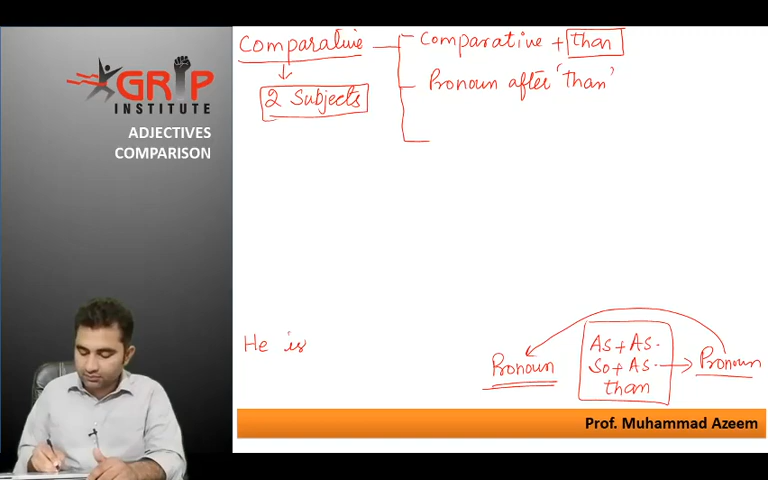 GRIP
INSTITUTE
ADJECTIVES
COMPARISON
Comparative
2 Subjects
Comparative + than
Pronoun after 'than'
He is
Pronoun
As + As.
So + As.
than
Pronoun
Prof. Muhammad Azeem